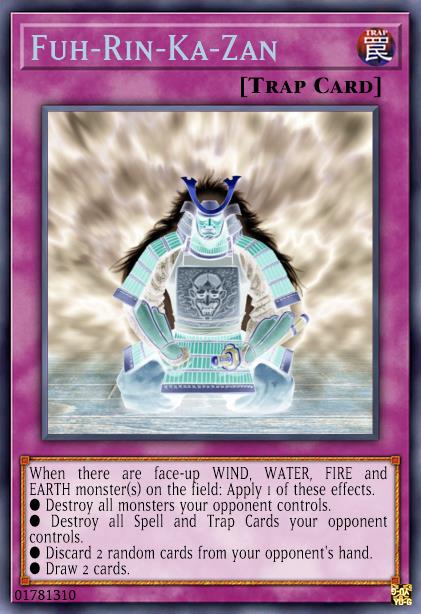 FUH-RIN-KA-ZAN
TRAP
罠
[TRAP CARD]
When there are face-up WIND, WATER, FIRE and
EARTH monster(s) on the field: Apply 1 of these effects.
● Destroy all monsters your opponent controls.
● Destroy all Spell and Trap Cards your opponent
controls.
● Discard 2 random cards from your opponent's hand.
● Draw 2 cards.
01781310